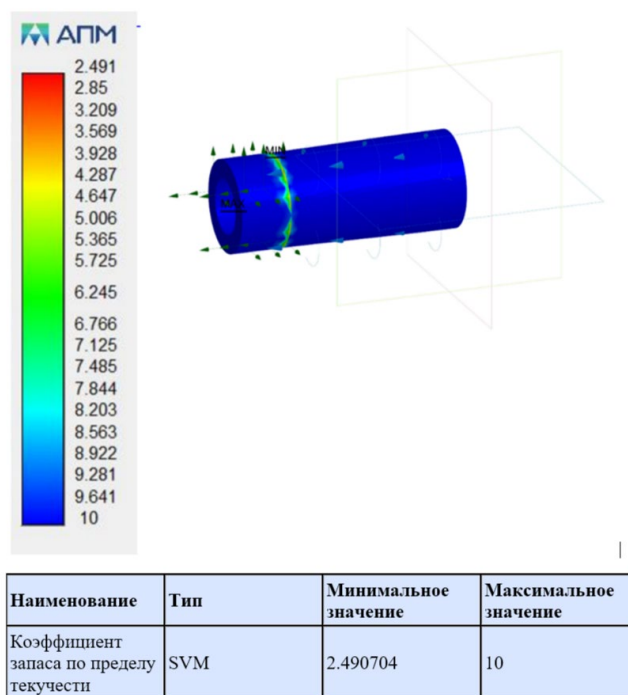 АПМ
2.491
2.85
3.209
3.569
3.928
4.287
4.647
5.006
5.365
5.725
6.245
6.766
7.125
7.485
7.844
8.203
8.563
8.922
9.281
9.641
10
MIN
Наименование
Тип
Минимальное
значение
Максимальное
значение
Коэффициент
запаса по пределу
текучести
SVM
2.490704
10